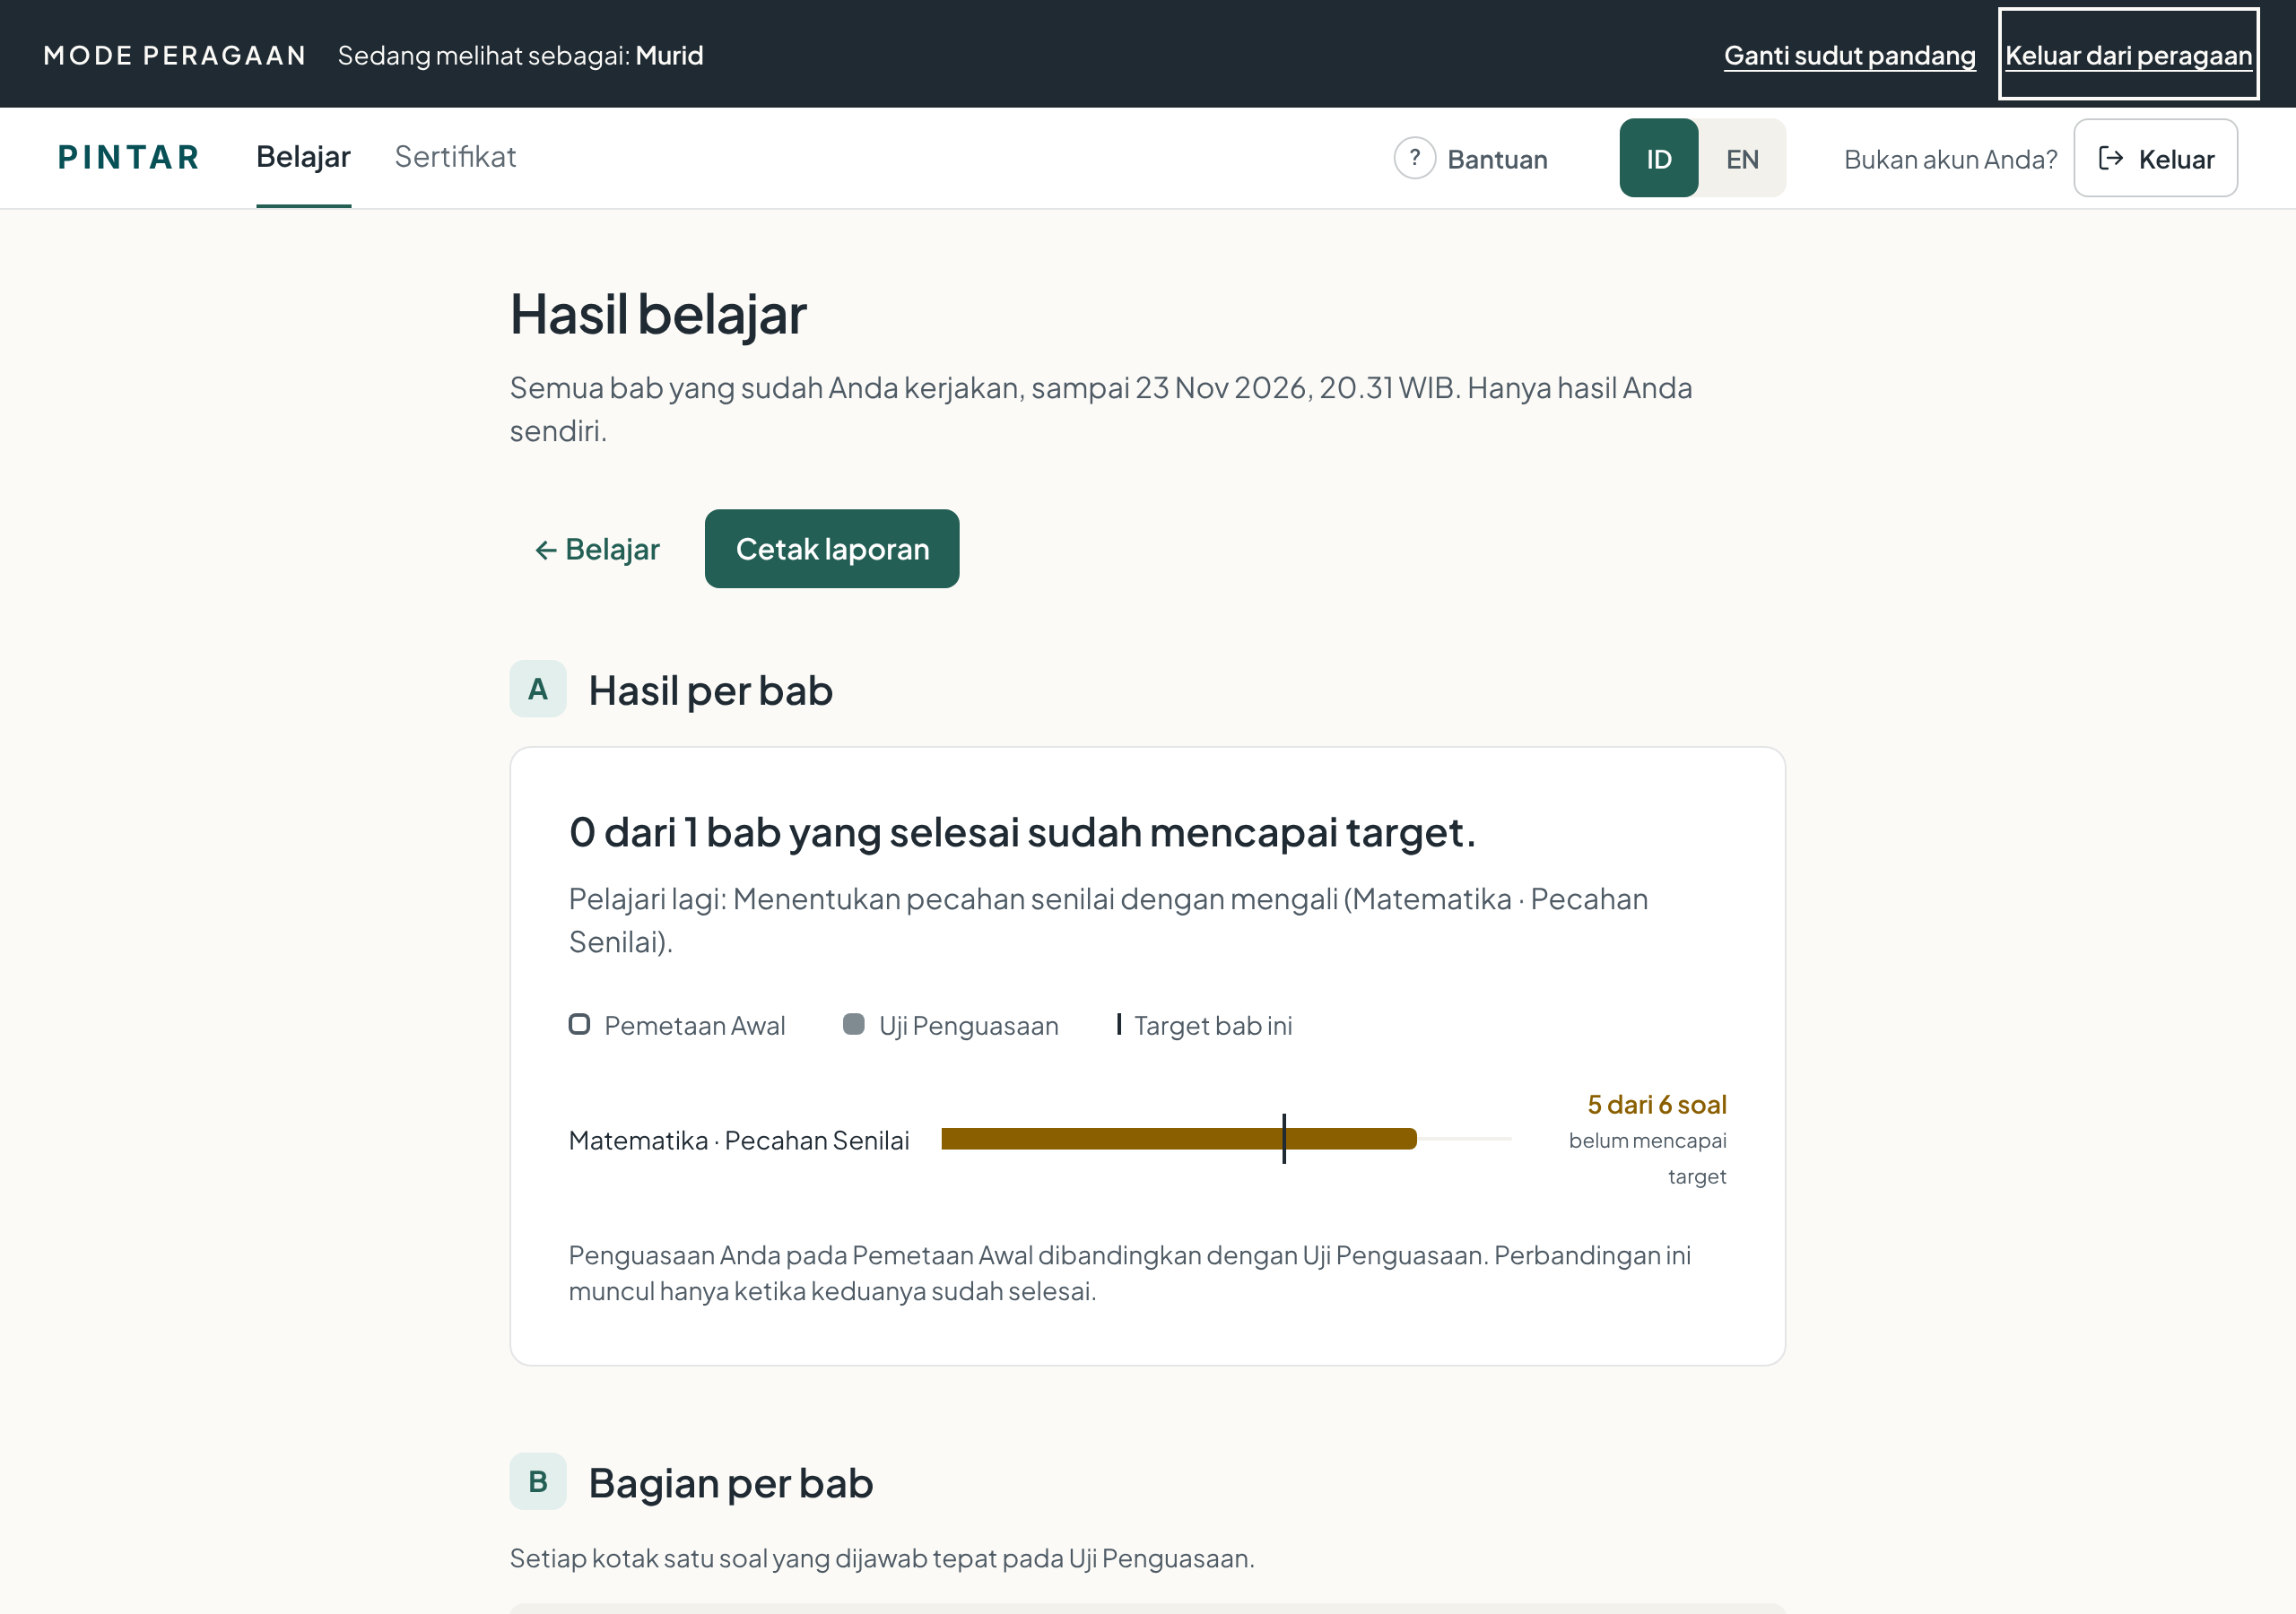 MODE PERAGAAN Sedang melihat sebagai: Murid Ganti sudut pandang Keluar dari peragaan
PINTAR Belajar Sertifikat ? Bantuan ID EN Bukan akun Anda? Keluar
Hasil belajar
Semua bab yang sudah Anda kerjakan, sampai 23 Nov 2026, 20.31 WIB. Hanya hasil Anda
sendiri.
← Belajar Cetak laporan
A Hasil per bab
0 dari 1 bab yang selesai sudah mencapai target.
Pelajari lagi: Menentukan pecahan senilai dengan mengali (Matematika · Pecahan
Senilai).
Pemetaan Awal Uji Penguasaan Target bab ini
5 dari 6 soal
Matematika · Pecahan Senilai belum mencapai
target
Penguasaan Anda pada Pemetaan Awal dibandingkan dengan Uji Penguasaan. Perbandingan ini
muncul hanya ketika keduanya sudah selesai.
B Bagian per bab
Setiap kotak satu soal yang dijawab tepat pada Uji Penguasaan.